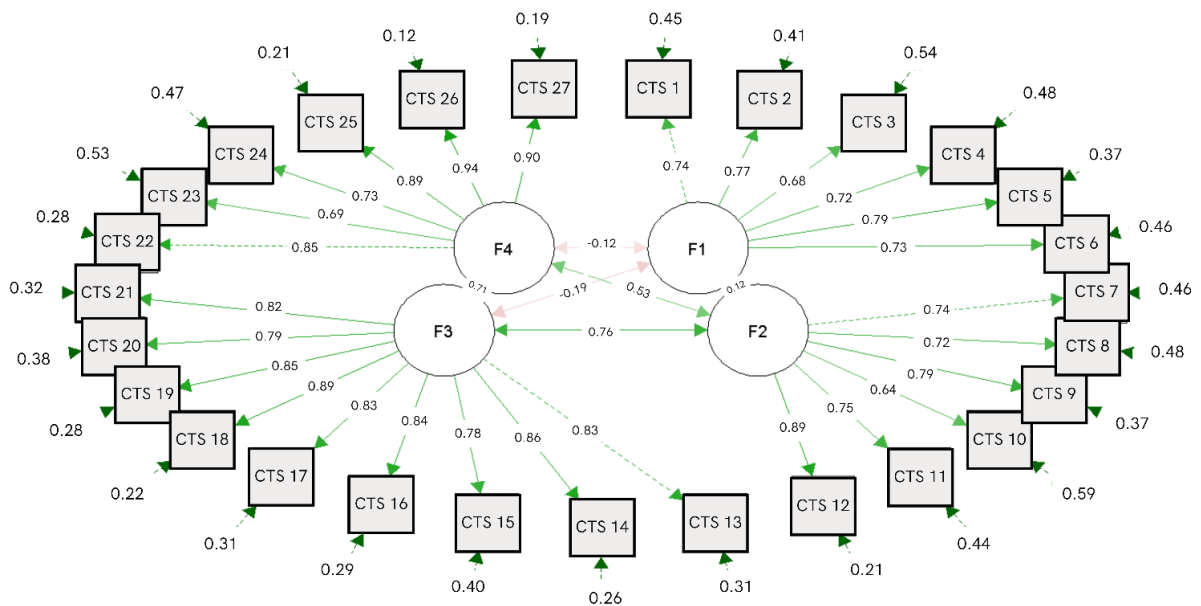 0.19
0.45
0.12
0.41
0.21
0.54
CTS 27
CTS 1
CTS 26
CTS 2
0.47
CTS 25
CTS 3
0.48
CTS 24
CTS 4
0.53
0.90
0.74
0.77
0.37
0.94
0.68
CTS 23
0.89
CTS 5
0.73
0.72
0.28
0.69
0.79
0.46
CTS 22
0.85
F4
-0.12
F1
0.73
CTS 6
0.32
CTS 21
0.71
-0.19
0.53
0.12
CTS 7
0.46
0.82
0.74
F3
0.76
F2
0.38
CTS 20
0.79
0.72
CTS 8
0.48
0.85
0.79
CTS 19
0.89
0.64
CTS 9
0.28
0.83
0.84
0.78
0.86
0.83
0.89
0.75
0.37
CTS 18
CTS 10
0.22
CTS 17
CTS 11
0.59
CTS 16
CTS 15
CTS 14
CTS 13
CTS 12
0.31
0.44
0.29
0.40
0.26
0.31
0.21